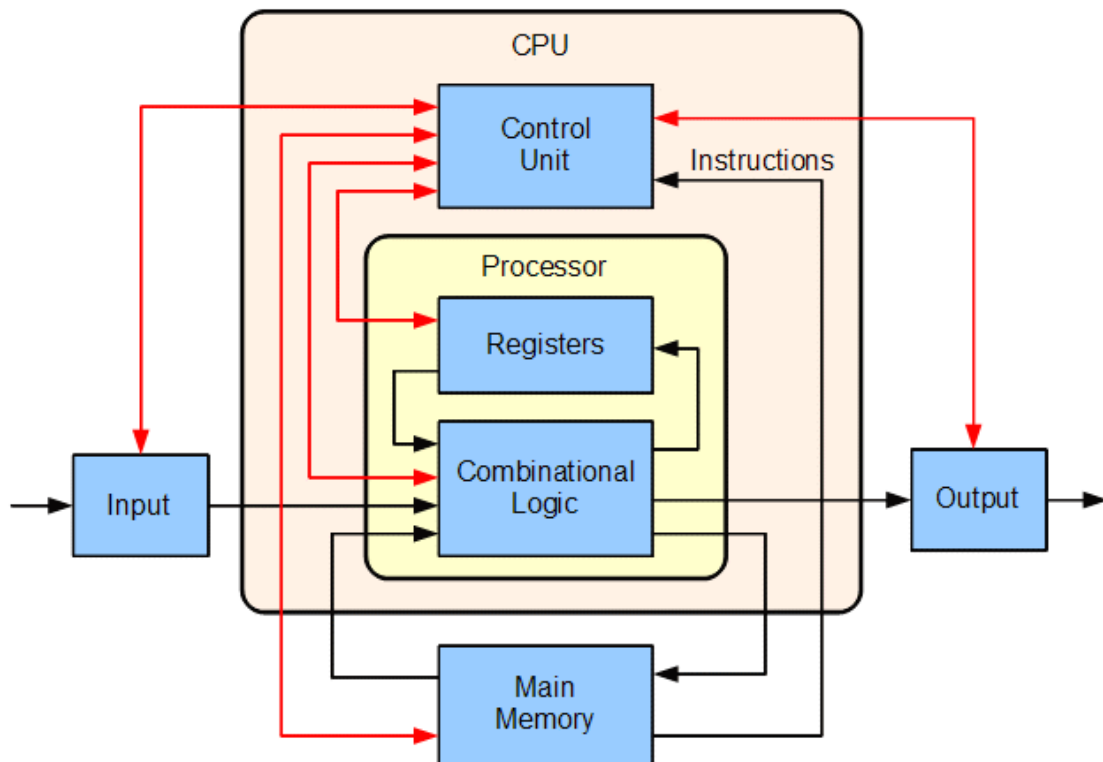 CPU
Control
Unit
Instructions
Processor
Registers
Combinational
Logic
Input
Output
Main
Memory